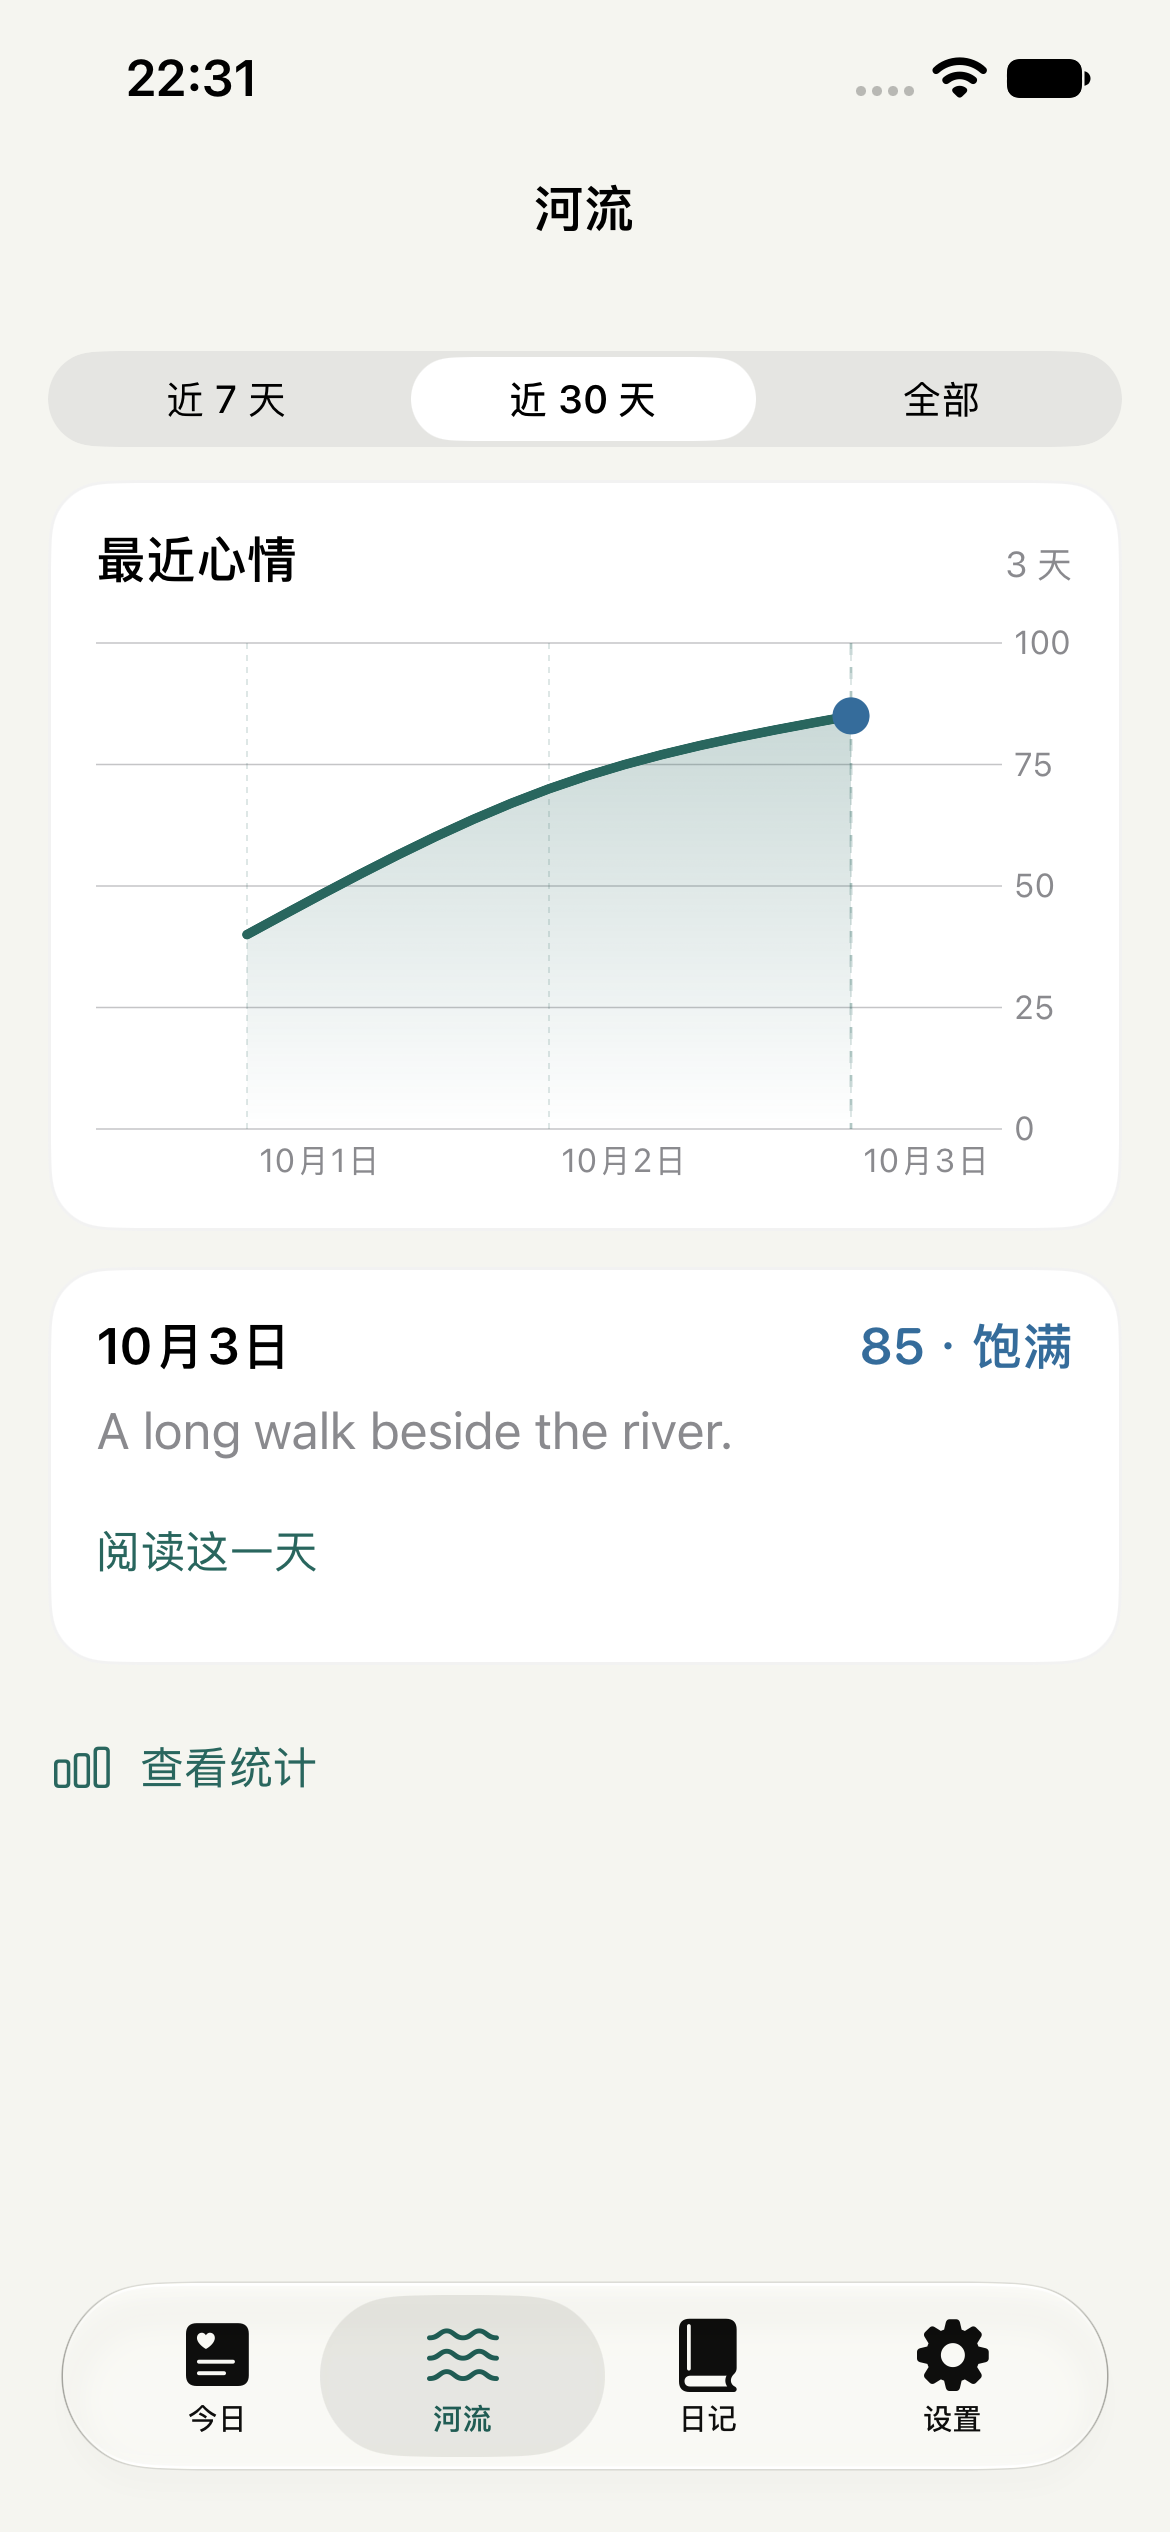 22:31
河流
近 7 天
近 30 天
全部
最近心情
3 天
100
75
50
25
0
10月1日
10月2日
10月3日
10月3日
85 · 饱满
A long walk beside the river.
阅读这一天
查看统计
今日
河流
日记
设置